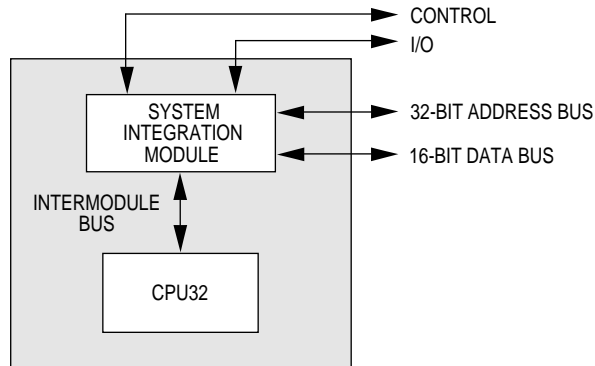 CONTROL
I/O
SYSTEM
INTEGRATION
MODULE
32-BIT ADDRESS BUS
16-BIT DATA BUS
INTERMODULE
BUS
CPU32